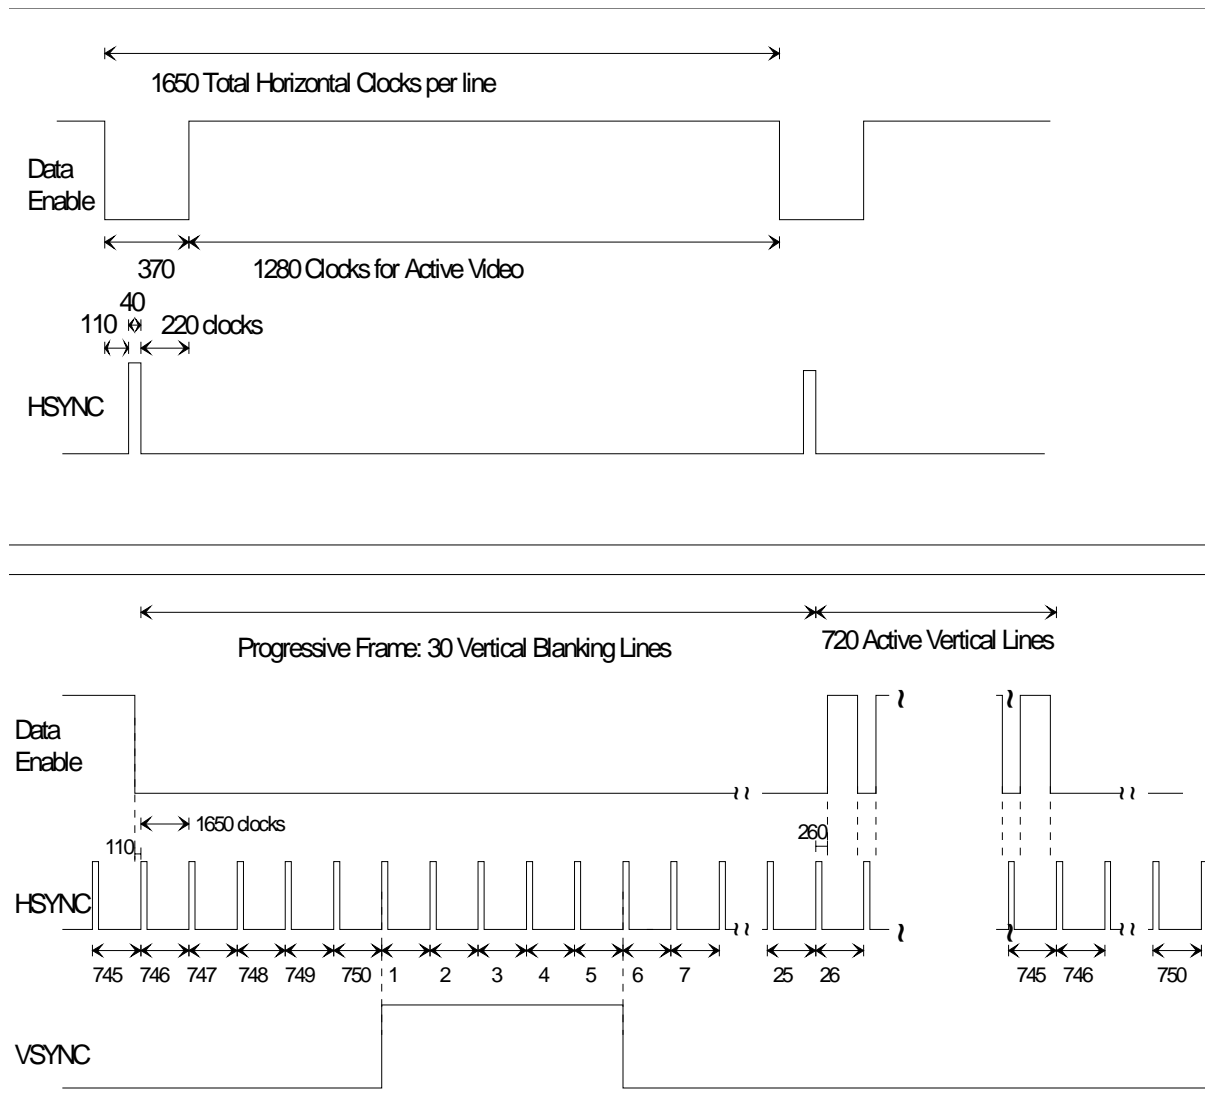 1650 Total Horizontal Clocks per line
Data
Enable
370
1280 Clocks for Active Video
40
110
220 clocks
HSYNC
Progressive Frame: 30 Vertical Blanking Lines
720 Active Vertical Lines
Data
Enable
1650 clocks
110
260
HSYNC
745
746
747
748
749
750
1
2
3
4
5
6
7
25
26
745
746
750
VSYNC